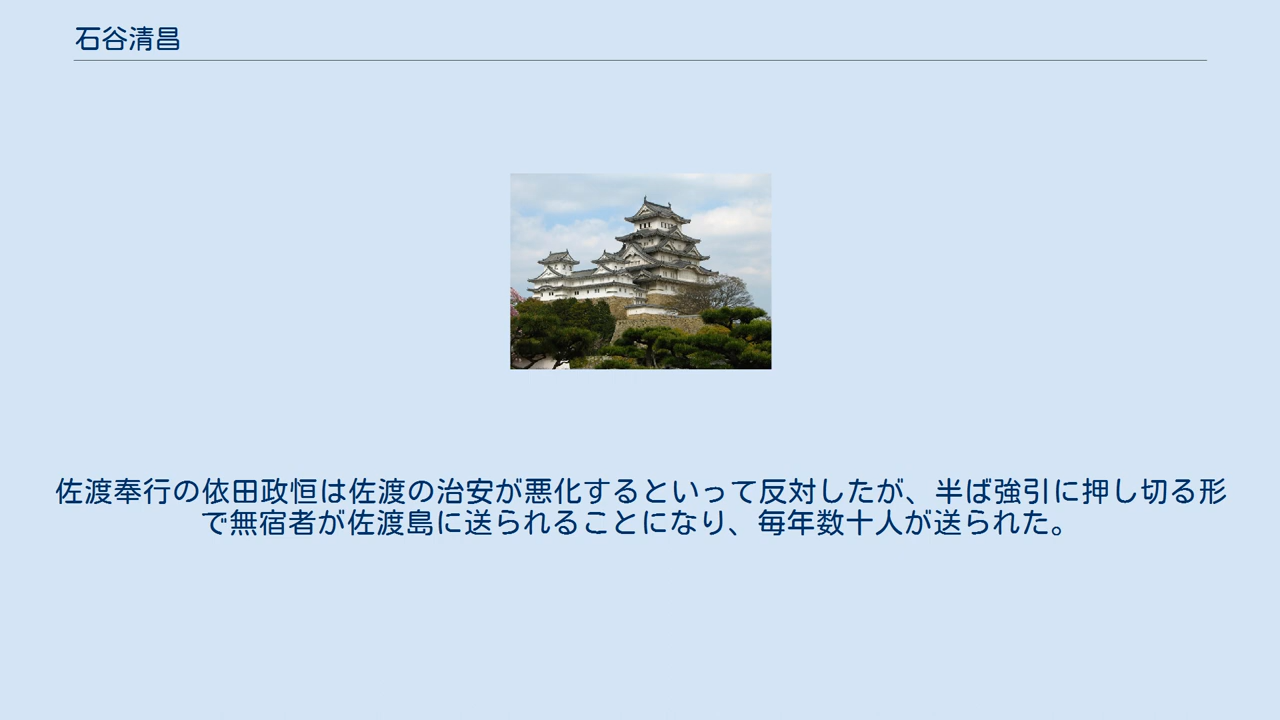 石谷清昌
佐渡奉行の依田政恒は佐渡の治安が悪化するといって反対したが、半ば強引に押し切る形
で無宿者が佐渡島に送られることになり、毎年数十人が送られた。